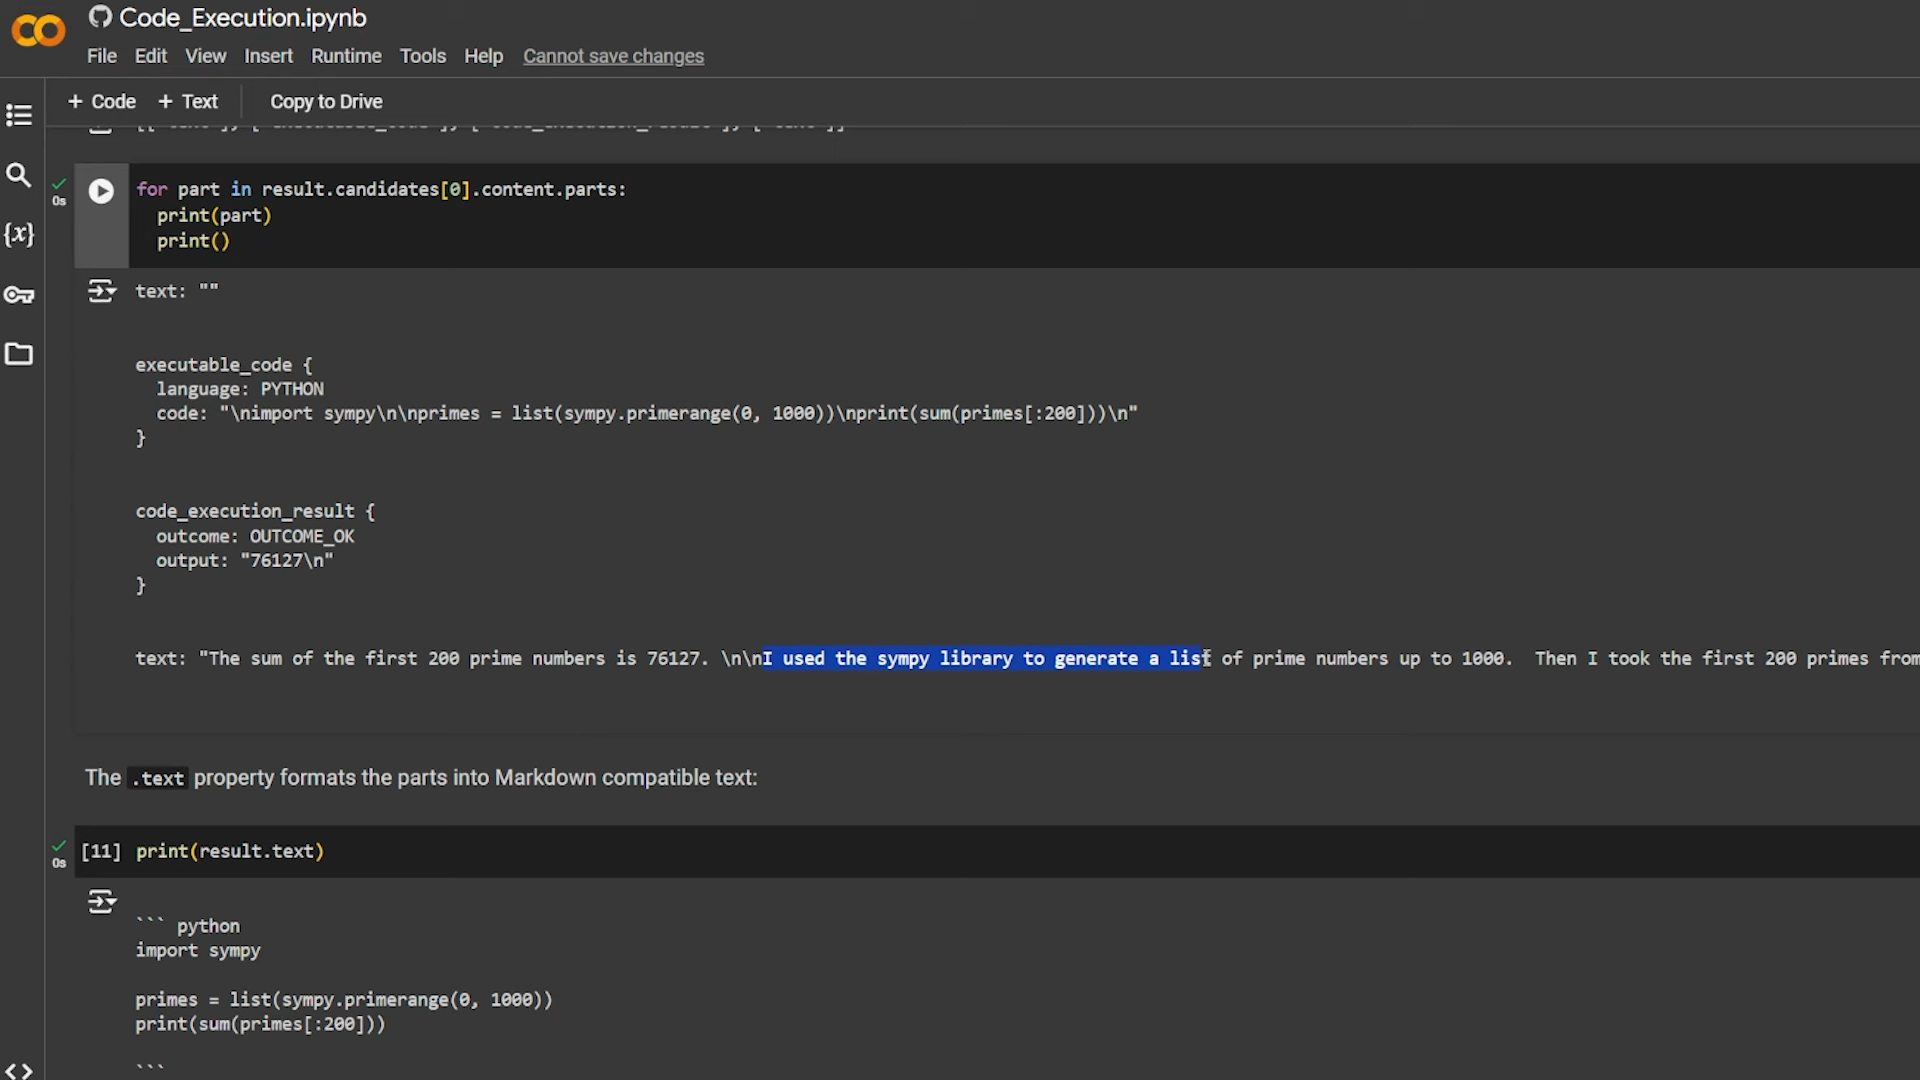 Code_Execution.ipynb
File Edit View Insert Runtime Tools Help Cannot save changes
+ Code + Text Copy to Drive
0s
for part in result.candidates[0].content.parts:
print(part)
print()
{x}
text: ""
executable_code {
language: PYTHON
code: "\nimport sympy\n\nprimes = list(sympy.primerange(0, 1000))\nprint(sum(primes[:200]))\n"
}
code_execution_result {
outcome: OUTCOME_OK
output: "76127\n"
}
text: "The sum of the first 200 prime numbers is 76127. \n\nI used the sympy library to generate a list of prime numbers up to 1000.  Then I took the first 200 primes from
The .text property formats the parts into Markdown compatible text:
0s
[11] print(result.text)
``` python
import sympy
primes = list(sympy.primerange(0, 1000))
print(sum(primes[:200]))
```